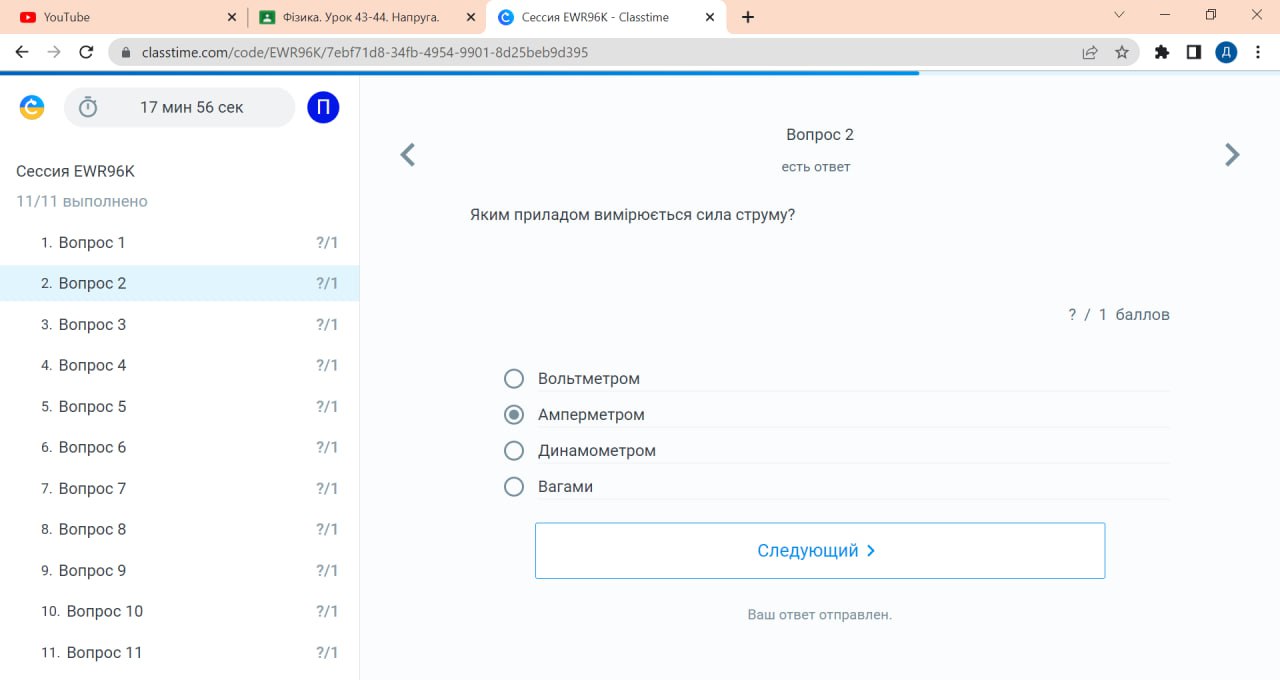 YouTube
Фізика. Урок 43-44. Напруга.
Сессия EWR96K - Classtime
classtime.com/code/EWR96K/7ebf71d8-34fb-4954-9901-8d25beb9d395
Д
17 мин 56 сек
П
Сессия EWR96K
11/11 выполнено
1. Вопрос 1 ?/1
2. Вопрос 2 ?/1
3. Вопрос 3 ?/1
4. Вопрос 4 ?/1
5. Вопрос 5 ?/1
6. Вопрос 6 ?/1
7. Вопрос 7 ?/1
8. Вопрос 8 ?/1
9. Вопрос 9 ?/1
10. Вопрос 10 ?/1
11. Вопрос 11 ?/1
Вопрос 2
есть ответ
Яким приладом вимірюється сила струму?
? / 1 баллов
Вольтметром
Амперметром
Динамометром
Вагами
Следующий
Ваш ответ отправлен.